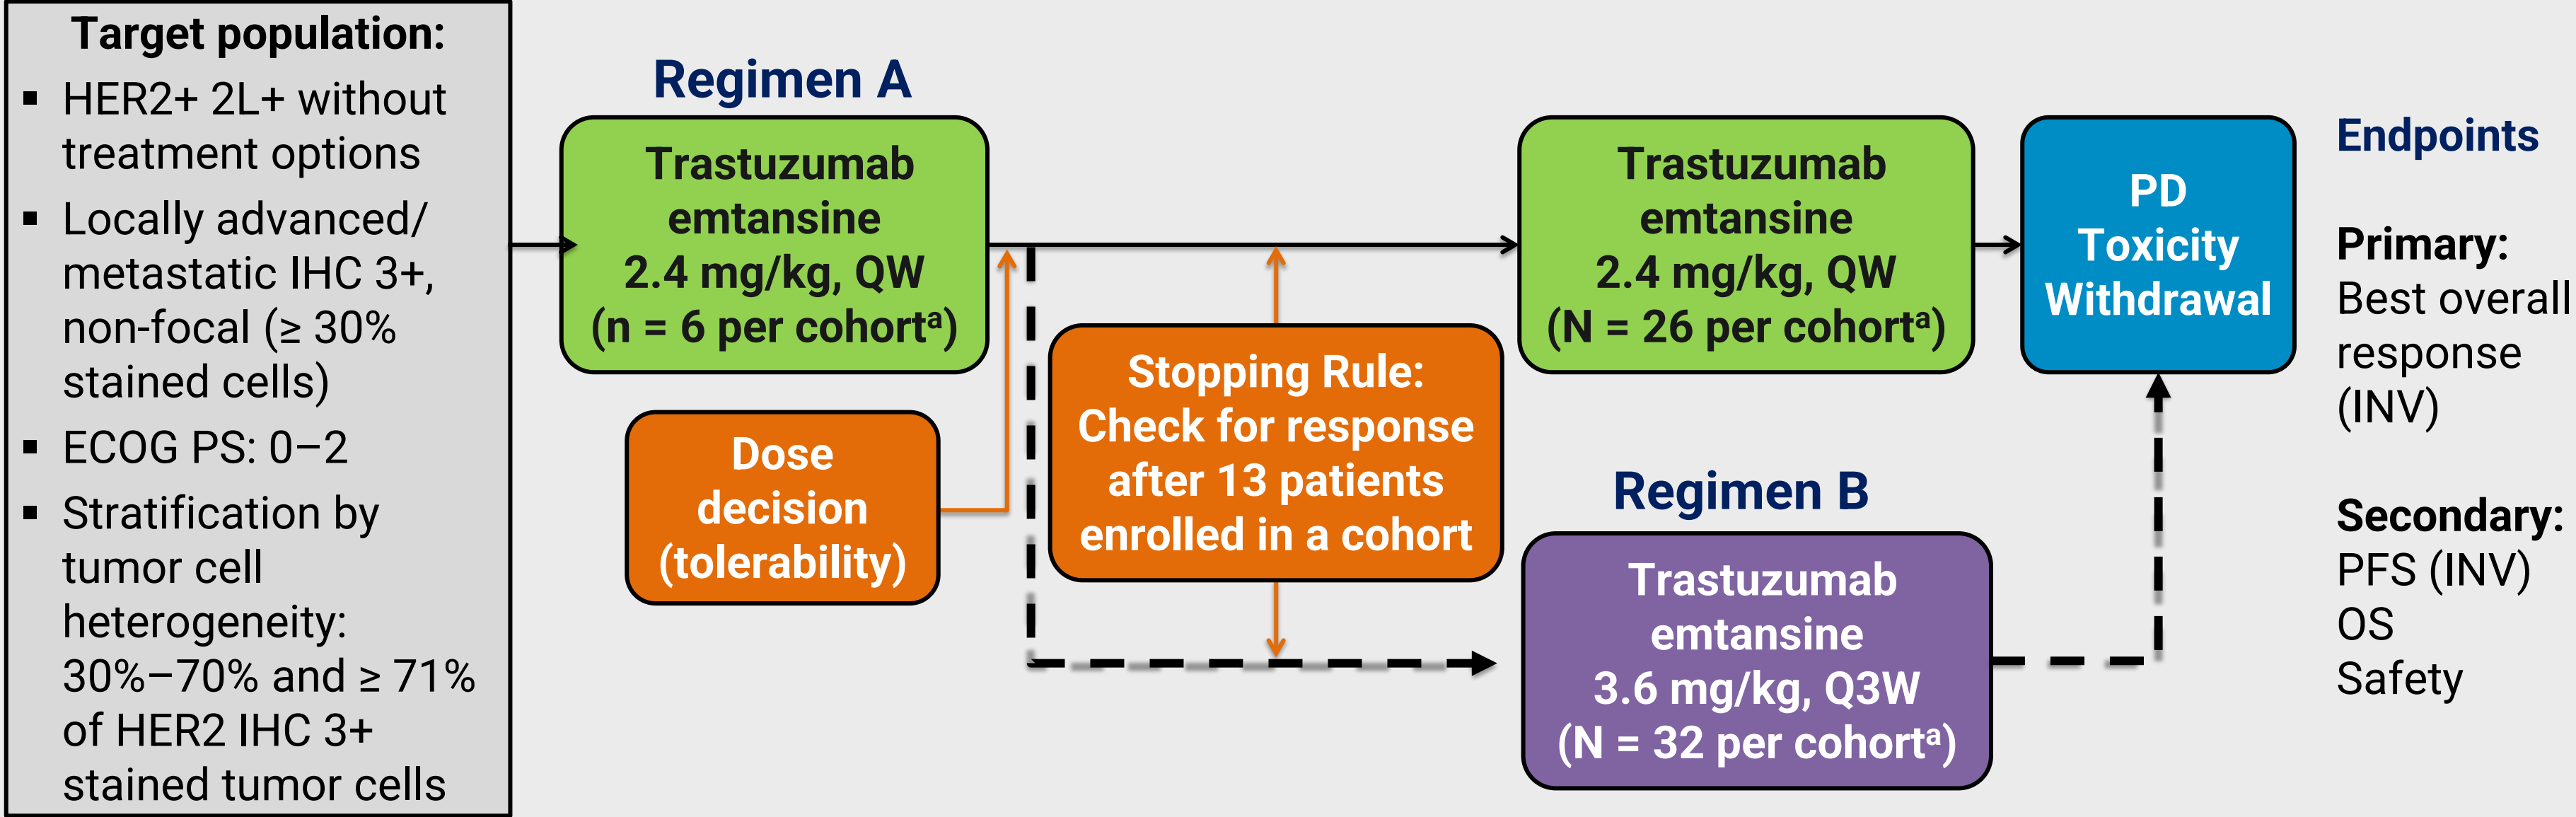 Target population:
▪ HER2+ 2L+ without
treatment options
▪ Locally advanced/
metastatic IHC 3+,
non-focal (≥ 30%
stained cells)
▪ ECOG PS: 0–2
▪ Stratification by
tumor cell
heterogeneity:
30%–70% and ≥ 71%
of HER2 IHC 3+
stained tumor cells
Regimen A
Trastuzumab
emtansine
2.4 mg/kg, QW
(n = 6 per cohortᵃ)
Dose
decision
(tolerability)
Stopping Rule:
Check for response
after 13 patients
enrolled in a cohort
Trastuzumab
emtansine
2.4 mg/kg, QW
(N = 26 per cohortᵃ)
Regimen B
Trastuzumab
emtansine
3.6 mg/kg, Q3W
(N = 32 per cohortᵃ)
PD
Toxicity
Withdrawal
Endpoints
Primary:
Best overall
response
(INV)
Secondary:
PFS (INV)
OS
Safety